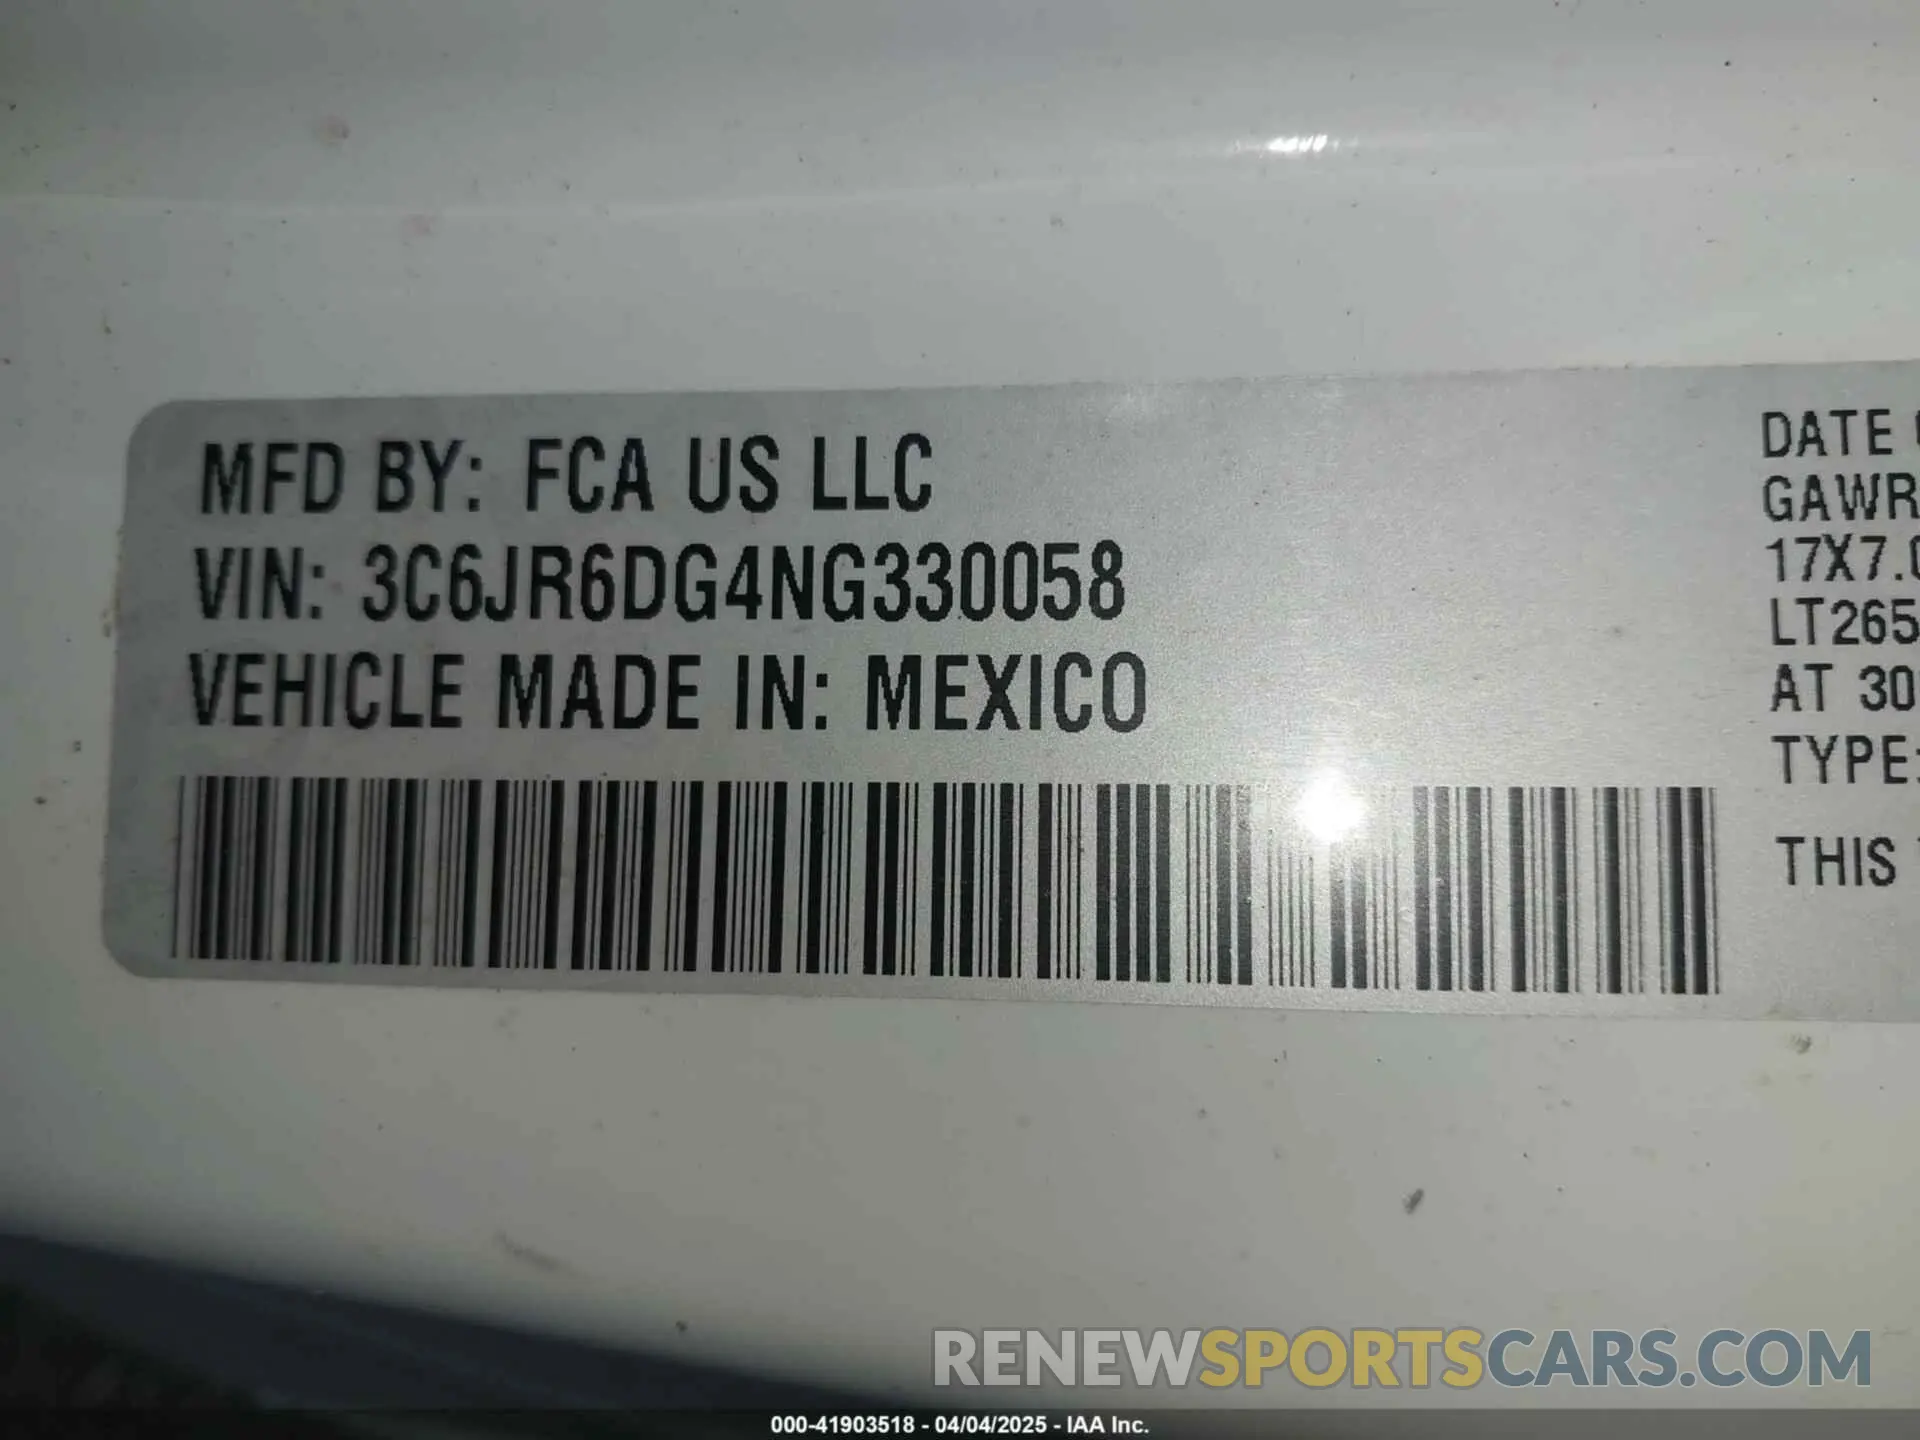 MFD BY: FCA US LLC
VIN: 3C6JR6DG4NG330058
VEHICLE MADE IN: MEXICO
DATE
GAWR
17X7.
LT265
AT 30
TYPE:
THIS
RENEWSPORTSCARS.COM
000-41903518 - 04/04/2025 - IAA Inc.